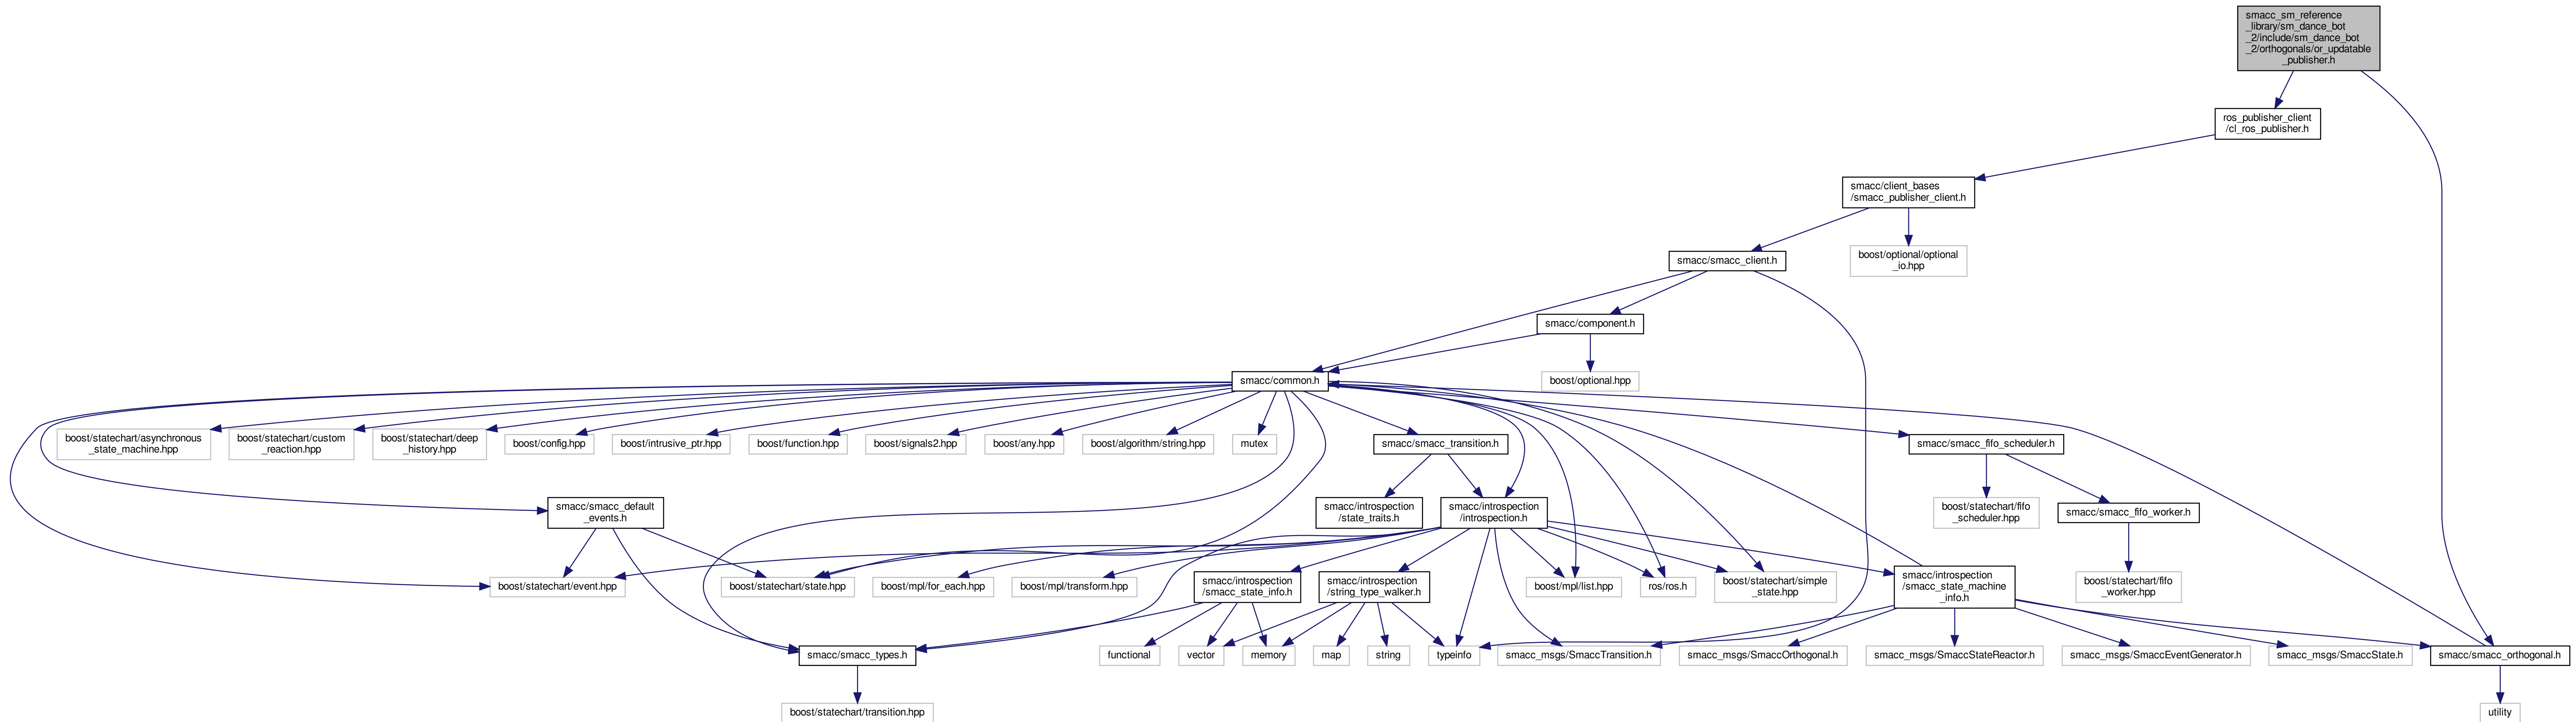 smacc_sm_reference
_library/sm_dance_bot
_2/include/sm_dance_bot
_2/orthogonals/or_updatable
_publisher.h
ros_publisher_client
/cl_ros_publisher.h
smacc/client_bases
/smacc_publisher_client.h
smacc/smacc_client.h
boost/optional/optional
_io.hpp
smacc/component.h
smacc/common.h
boost/optional.hpp
boost/statechart/asynchronous
_state_machine.hpp
boost/statechart/custom
_reaction.hpp
boost/statechart/deep
_history.hpp
boost/config.hpp
boost/intrusive_ptr.hpp
boost/function.hpp
boost/signals2.hpp
boost/any.hpp
boost/algorithm/string.hpp
mutex
smacc/smacc_transition.h
smacc/smacc_fifo_scheduler.h
smacc/smacc_default
_events.h
smacc/introspection
/state_traits.h
smacc/introspection
/introspection.h
boost/statechart/fifo
_scheduler.hpp
smacc/smacc_fifo_worker.h
boost/statechart/event.hpp
boost/statechart/state.hpp
boost/mpl/for_each.hpp
boost/mpl/transform.hpp
smacc/introspection
/smacc_state_info.h
smacc/introspection
/string_type_walker.h
boost/mpl/list.hpp
ros/ros.h
boost/statechart/simple
_state.hpp
smacc/introspection
/smacc_state_machine
_info.h
boost/statechart/fifo
_worker.hpp
smacc/smacc_types.h
functional
vector
memory
map
string
typeinfo
smacc_msgs/SmaccTransition.h
smacc_msgs/SmaccOrthogonal.h
smacc_msgs/SmaccStateReactor.h
smacc_msgs/SmaccEventGenerator.h
smacc_msgs/SmaccState.h
smacc/smacc_orthogonal.h
boost/statechart/transition.hpp
utility